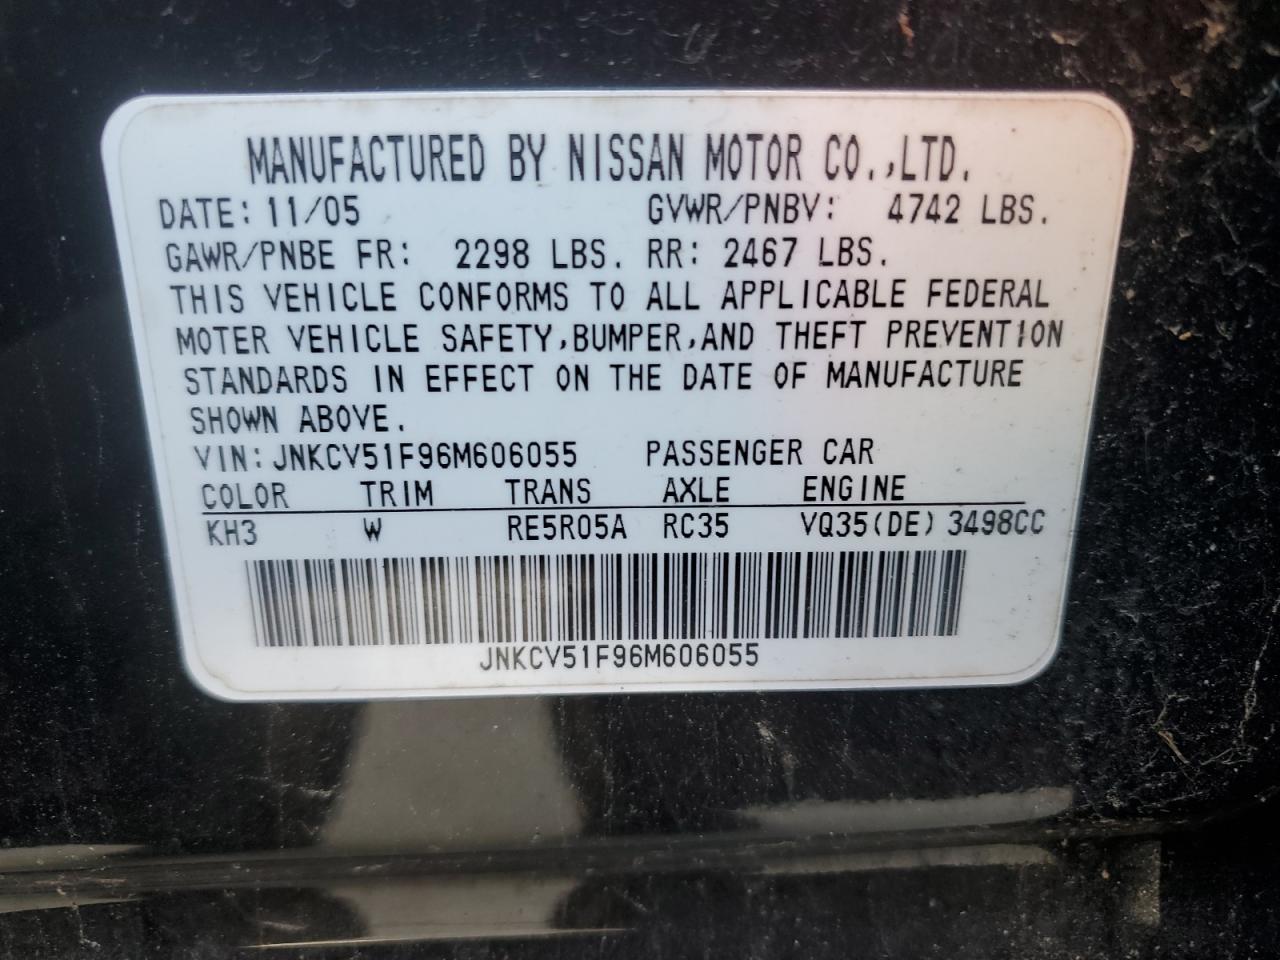 MANUFACTURED BY NISSAN MOTOR CO.,LTD.
DATE: 11/05 GVWR/PNBV: 4742 LBS.
GAWR/PNBE FR: 2298 LBS. RR: 2467 LBS.
THIS VEHICLE CONFORMS TO ALL APPLICABLE FEDERAL
MOTER VEHICLE SAFETY,BUMPER,AND THEFT PREVENTION
STANDARDS IN EFFECT ON THE DATE OF MANUFACTURE
SHOWN ABOVE.
VIN: JNKCV51F96M606055 PASSENGER CAR
COLOR TRIM TRANS AXLE ENGINE
KH3 W RE5R05A RC35 VQ35(DE) 3498CC
JNKCV51F96M606055